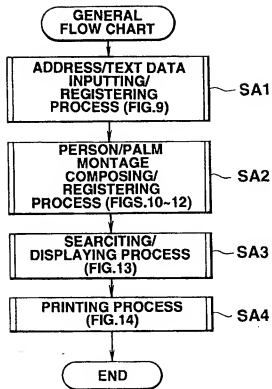 GENERAL
FLOW CHART
ADDRESS/TEXT DATA
INPUTTING/
REGISTERING
PROCESS (FIG.9)
SA1
PERSON/PALM
MONTAGE
COMPOSING/
REGISTERING
PROCESS (FIGS.10~12)
SA2
SEARCITING/
DISPLAYING PROCESS
(FIG.13)
SA3
PRINTING PROCESS
(FIG.14)
SA4
END